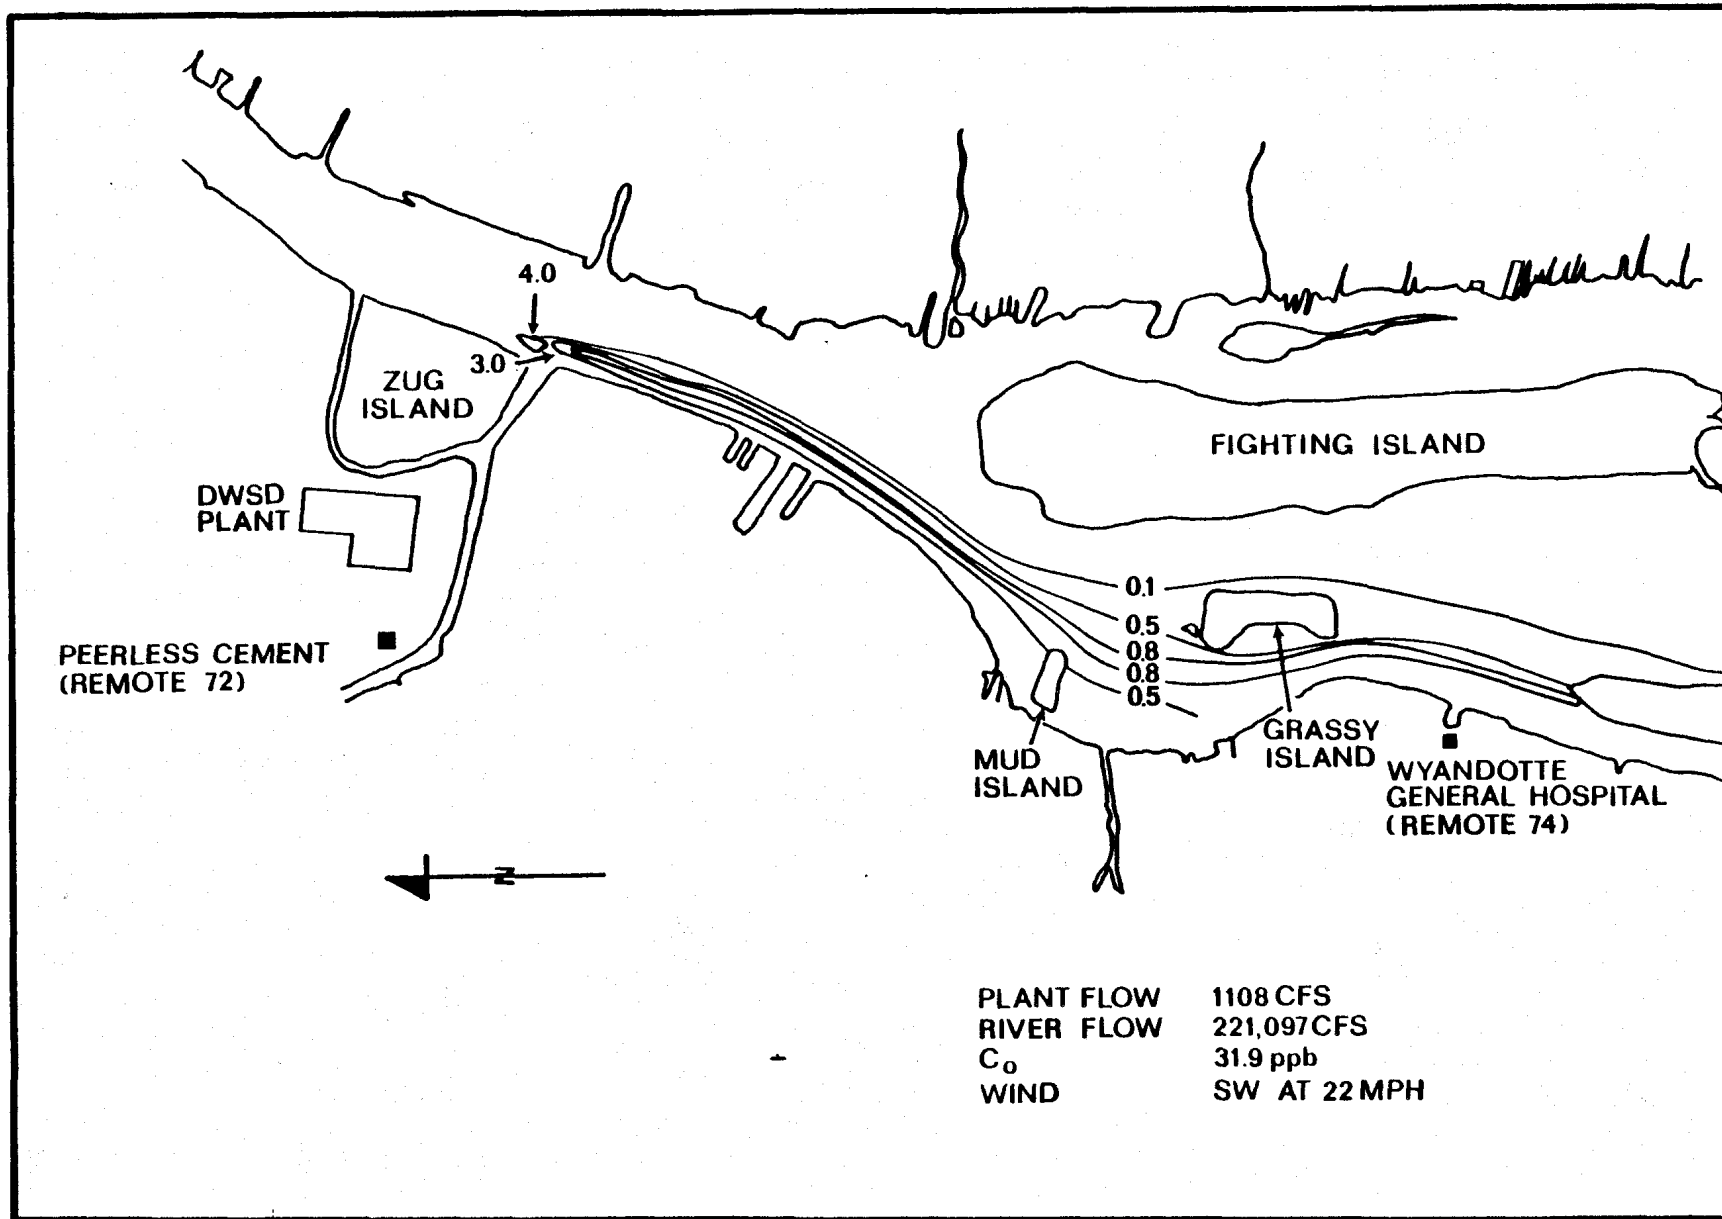 4.0
3.0
ZUG
ISLAND
FIGHTING ISLAND
DWSD
PLANT
0.1
0.5
0.8
0.8
0.5
PEERLESS CEMENT
(REMOTE 72)
MUD
ISLAND
GRASSY
ISLAND
WYANDOTTE
GENERAL HOSPITAL
(REMOTE 74)
N
PLANT FLOW 1108 CFS
RIVER FLOW 221,097 CFS
Co 31.9 ppb
WIND SW AT 22 MPH